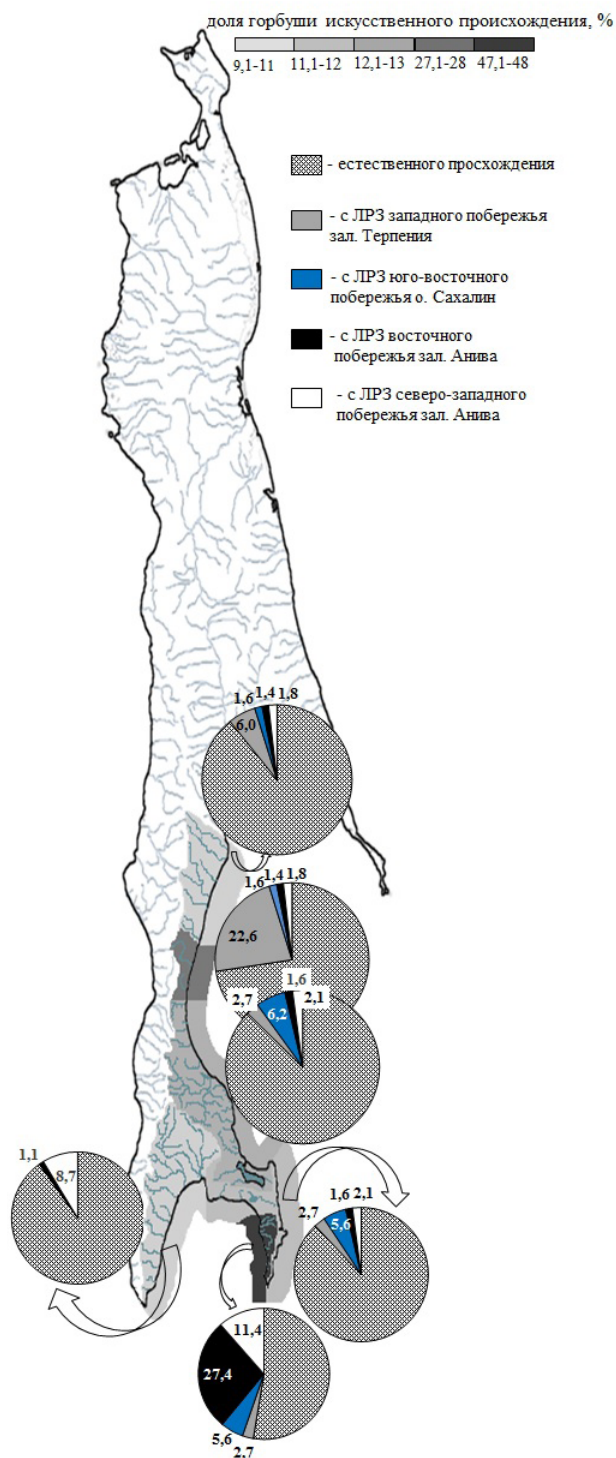 доля горбуши искусственного происхождения, %
9,1-11 11,1-12 12,1-13 27,1-28 47,1-48
- естественного просхождения
- с ЛРЗ западного побережья
зал. Терпения
- с ЛРЗ юго-восточного
побережья о. Сахалин
- с ЛРЗ восточного
побережья зал. Анива
- с ЛРЗ северо-западного
побережья зал. Анива
1,6 1,4 1,8
6,0
1,6 1,4 1,8
22,6
2,7 1,6 2,1
6,2
1,1
8,7
2,7 1,6 2,1
5,6
11,4
27,4
5,6
2,7